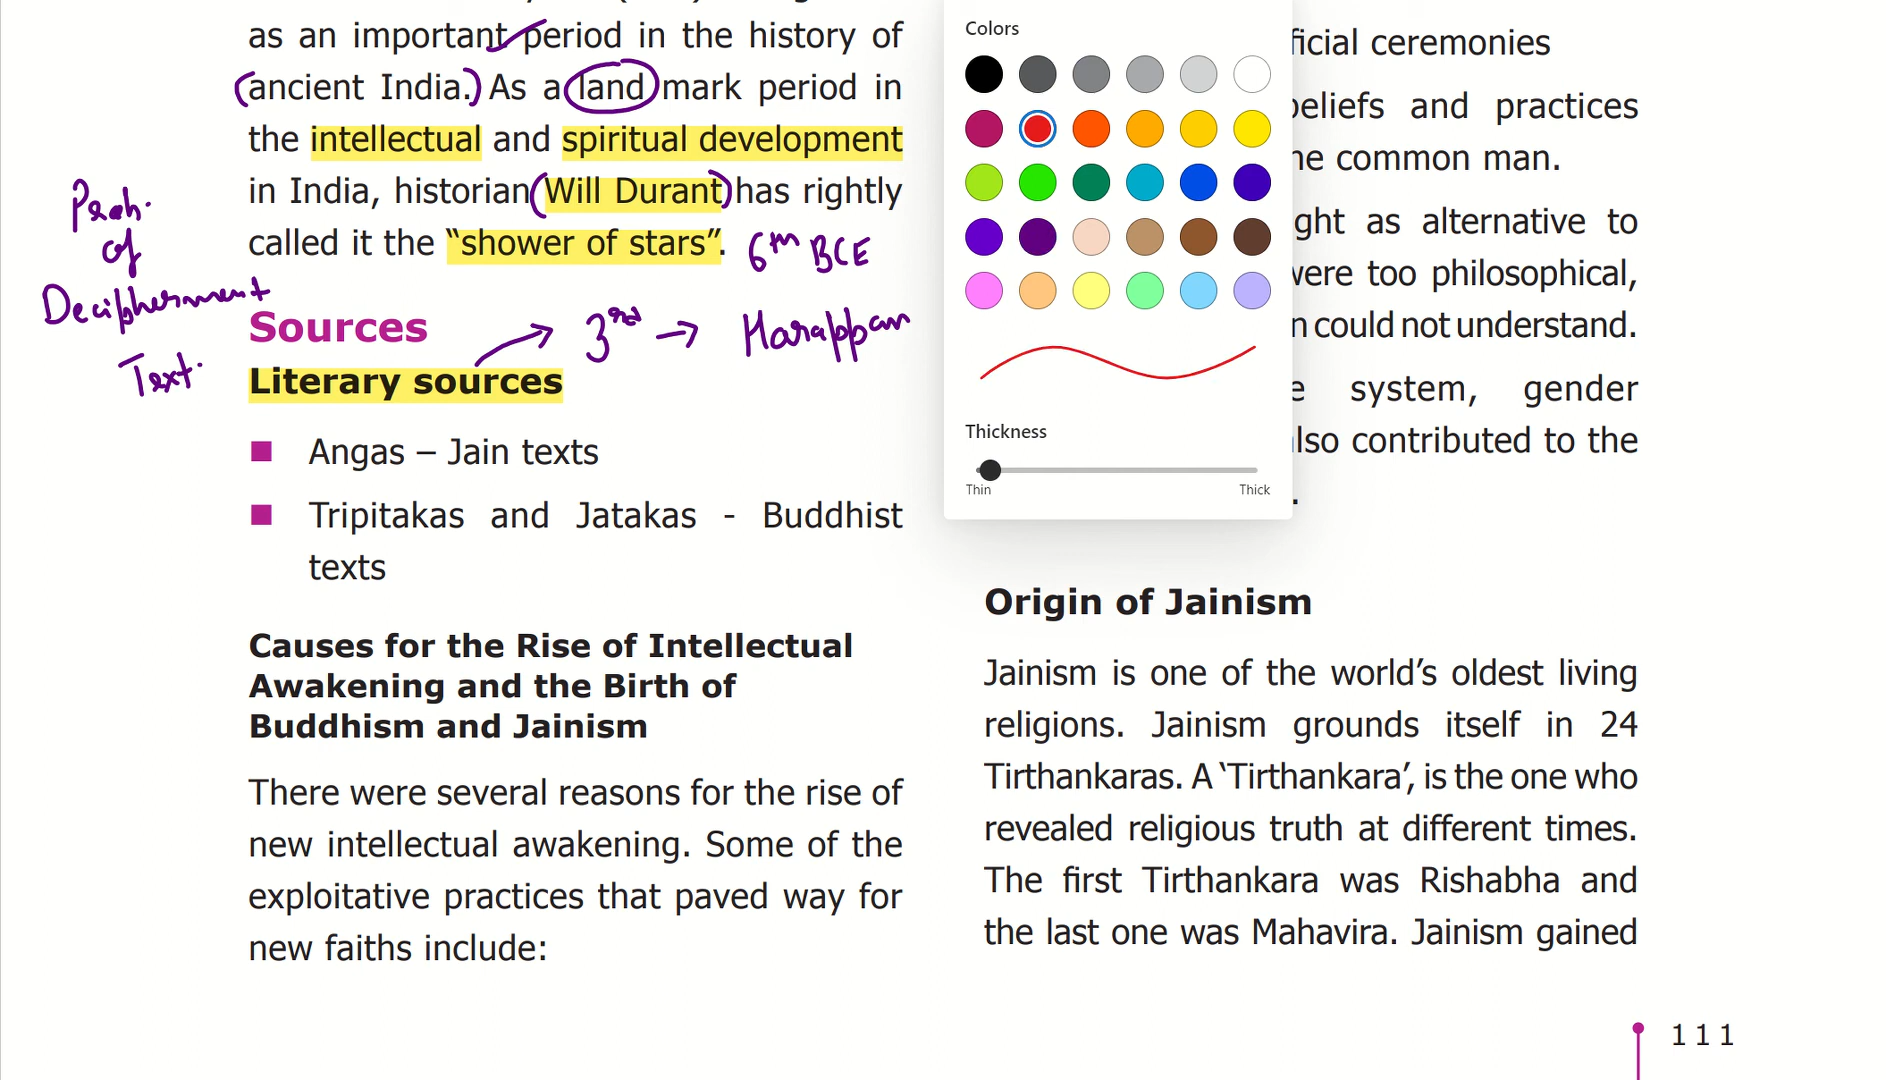 as an important period in the history of
ancient India.) As a land mark period in
the intellectual and spiritual development
in India, historian (Will Durant) has rightly
called it the “shower of stars”. 6th BCE
Prob.
of
Decipherment
Text.
Sources
→ 3rd → Harappan
Literary sources
■ Angas – Jain texts
■ Tripitakas and Jatakas - Buddhist
texts
Causes for the Rise of Intellectual
Awakening and the Birth of
Buddhism and Jainism
There were several reasons for the rise of
new intellectual awakening. Some of the
exploitative practices that paved way for
new faiths include:
Colors
Thickness
Thin Thick
ficial ceremonies
beliefs and practices
he common man.
ght as alternative to
were too philosophical,
n could not understand.
e system, gender
also contributed to the
.
Origin of Jainism
Jainism is one of the world’s oldest living
religions. Jainism grounds itself in 24
Tirthankaras. A ‘Tirthankara’, is the one who
revealed religious truth at different times.
The first Tirthankara was Rishabha and
the last one was Mahavira. Jainism gained
111